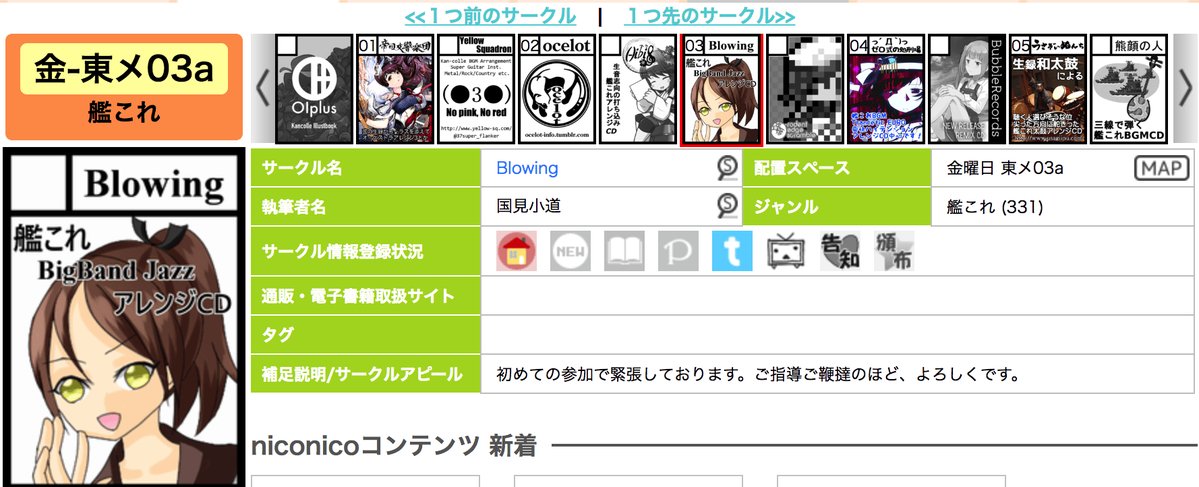 <<１つ前のサークル | １つ先のサークル>>
金-東メ03a
艦これ
Olplus
Kancolle Illustbook
01
Yellow Squadron
Kan-colle BGM Arrangement
Super Guitar Inst.
Metal/Rock/Country etc.
(●3●)
No pink, No red
http://www.yellow-sq.com/
@37super_flanker
02 ocelot
ocelot
ocelot-info.tumblr.com
生音志向の打ち込み
艦これアレンジCD
03 Blowing
艦これ
BigBand Jazz
アレンジCD
04
BubbleRecords
NEW RELEASE
REMIX CD
05
生録和太鼓
による
艦これ和太鼓アレンジCD
熊顔の人
三線で弾く
艦これBGMCD
Blowing
艦これ
BigBand Jazz
アレンジCD
サークル名 Blowing 配置スペース 金曜日 東メ03a MAP
執筆者名 国見小道 ジャンル 艦これ (331)
サークル情報登録状況 NEW P t 告知 頒布
通販・電子書籍取扱サイト
タグ
補足説明/サークルアピール 初めての参加で緊張しております。ご指導ご鞭撻のほど、よろしくです。
niconicoコンテンツ 新着